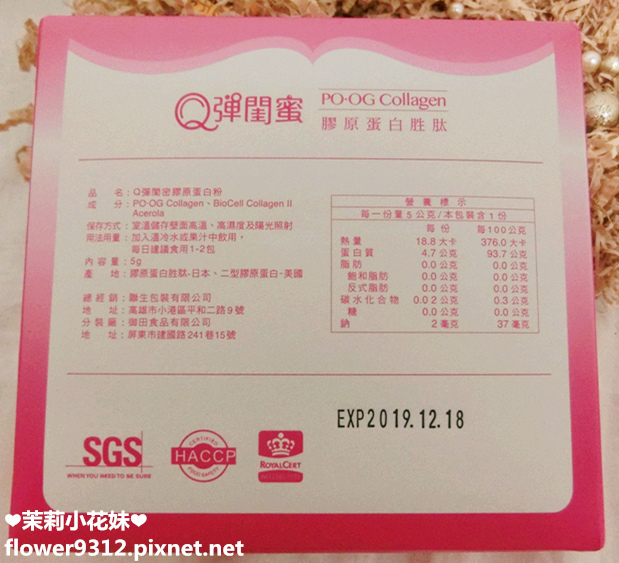 Q彈閨蜜
PO-OG Collagen
膠原蛋白胜肽
品　名：Q彈閨密膠原蛋白粉
成　分：PO-OG Collagen、BioCell Collagen II
Acerola
保存方式：室溫儲存壁面高溫、高濕度及陽光照射
用法用量：加入溫冷水或果汁中飲用，
每日建議食用1-2包
內容量：5g
產　地：膠原蛋白胜肽-日本、二型膠原蛋白-美國
總經銷：聯生包裝有限公司
地　址：高雄市小港區平和二路9號
分裝廠：御田食品有限公司
地　址：屏東市建國路241巷15號
營養標示
每一份量5公克/本包裝含1份
每份　每100公克
熱量　18.8大卡　376.0大卡
蛋白質　4.7公克　93.7公克
脂肪　0.0公克　0.0公克
飽和脂肪　0.0公克　0.0公克
反式脂肪　0.0公克　0.0公克
碳水化合物　0.02公克　0.3公克
糖　0.0公克　0.0公克
鈉　2毫克　37毫克
EXP2019.12.18
SGS
WHEN YOU NEED TO BE SURE
CERTIFIED
HACCP
FOOD SAFETY
ROYALCERT
❤茉莉小花妹❤
flower9312.pixnet.net